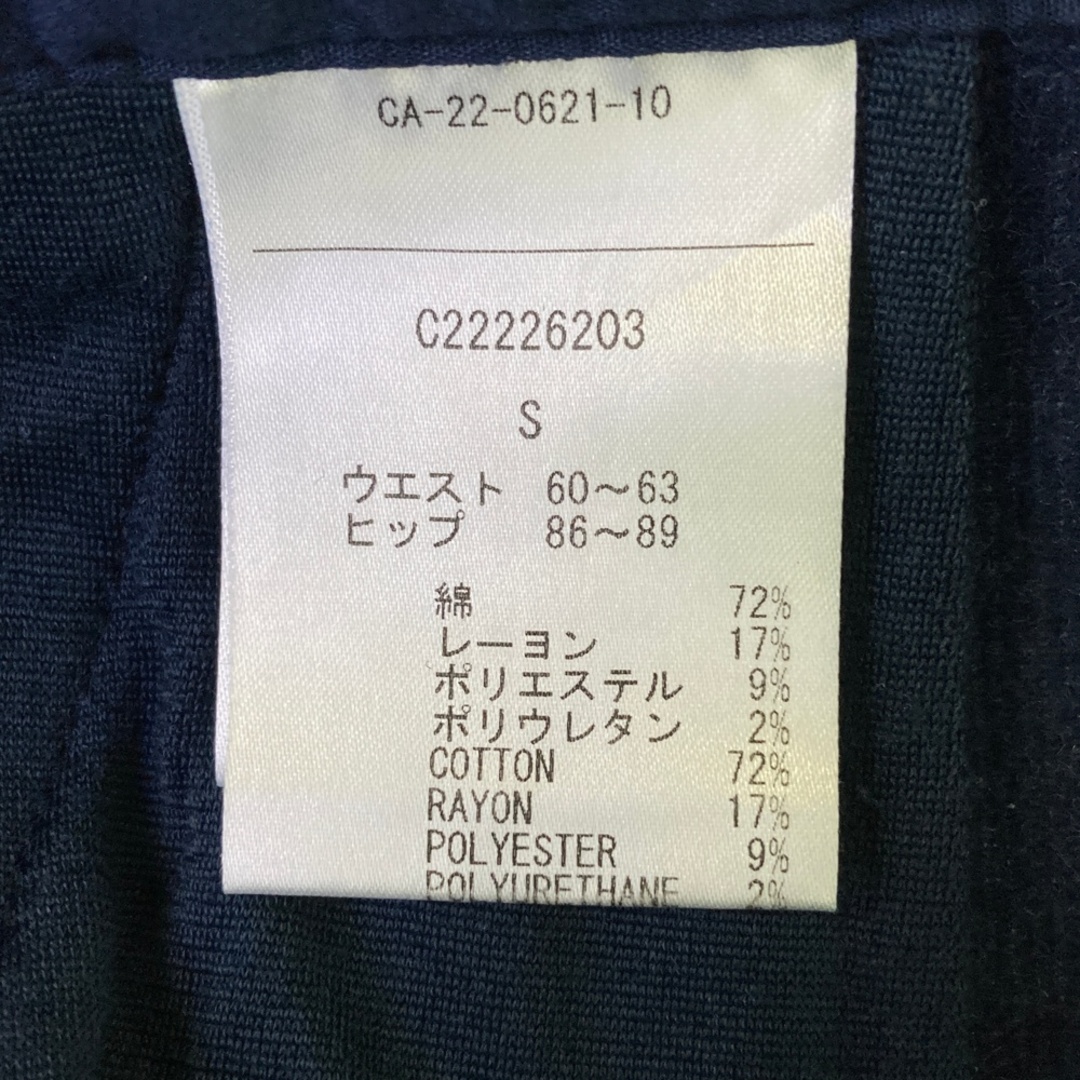 CA-22-0621-10
C22226203
S
ウエスト 60～63
ヒップ 86～89
綿 72%
レーヨン 17%
ポリエステル 9%
ポリウレタン 2%
COTTON 72%
RAYON 17%
POLYESTER 9%
POLYURETHANE 2%